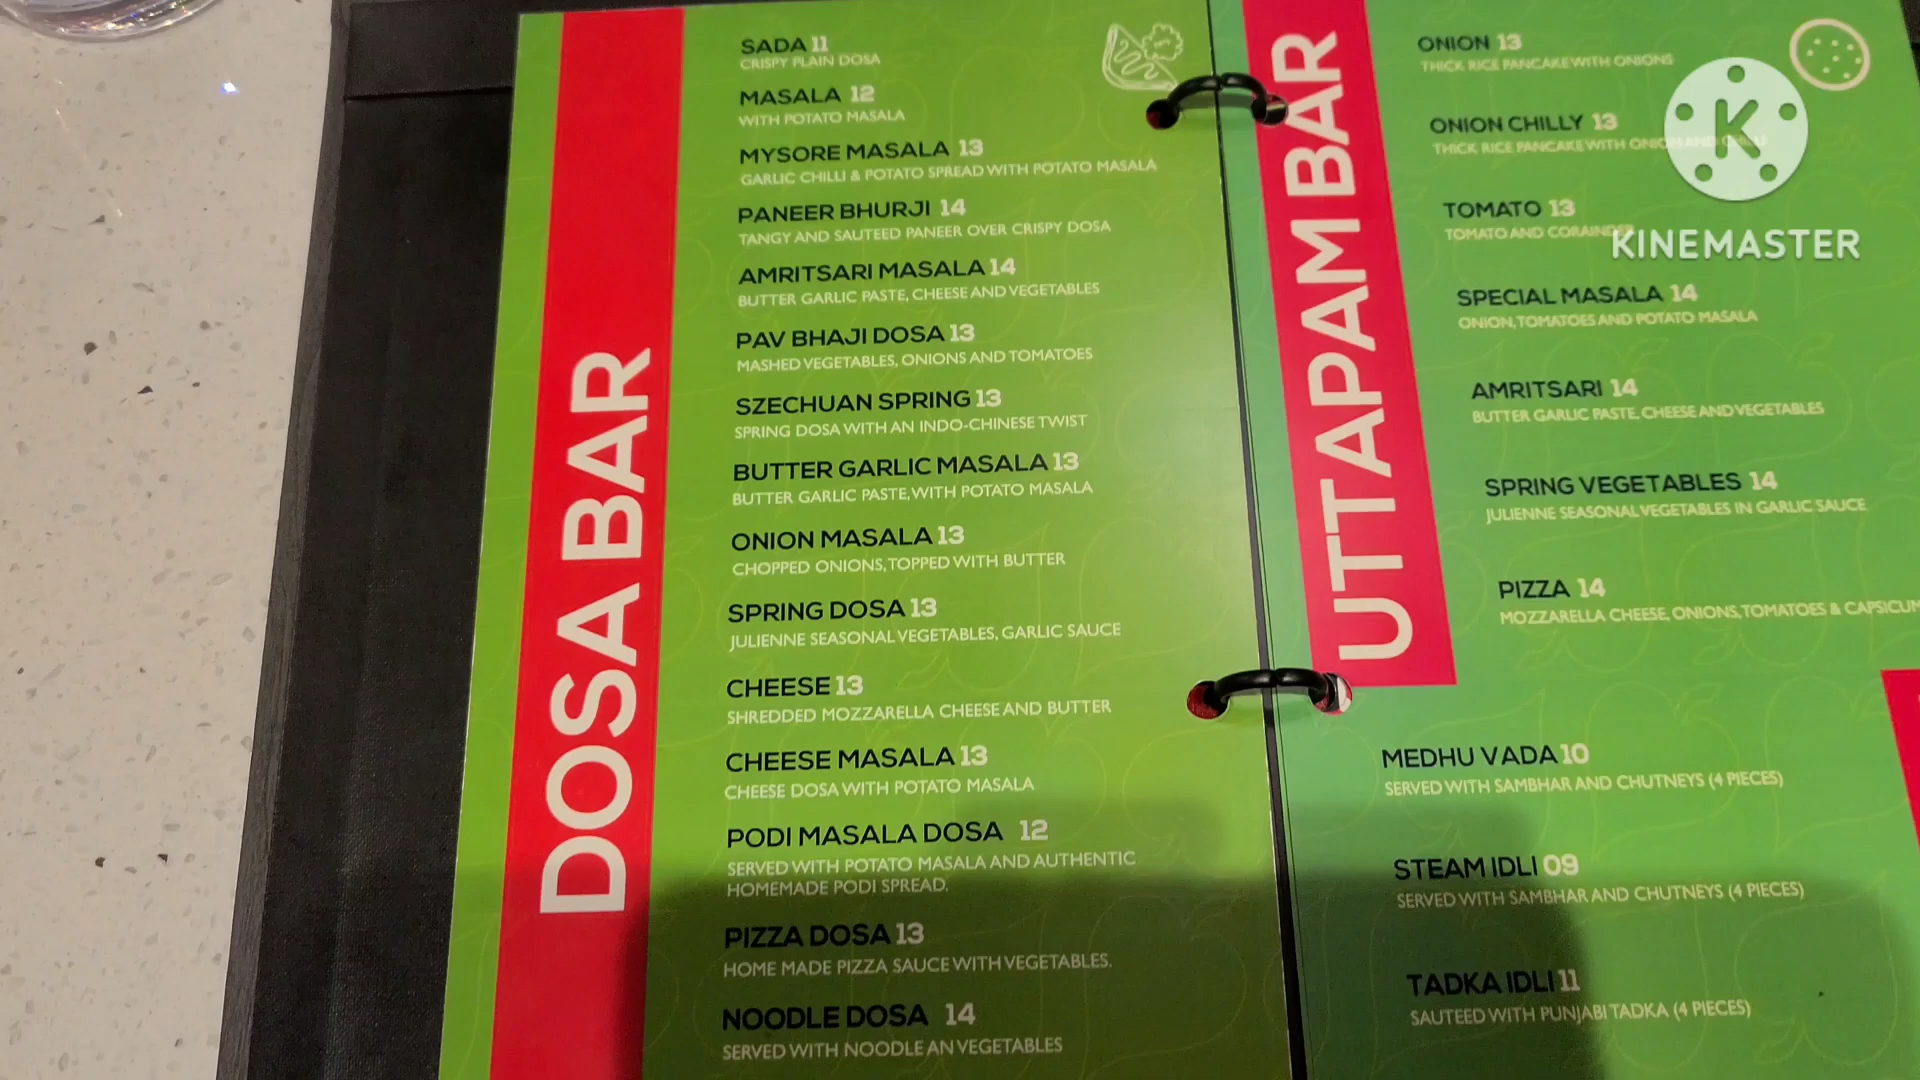 DOSA BAR
SADA 11
CRISPY PLAIN DOSA
MASALA 12
WITH POTATO MASALA
MYSORE MASALA 13
GARLIC CHILLI & POTATO SPREAD WITH POTATO MASALA
PANEER BHURJI 14
TANGY AND SAUTEED PANEER OVER CRISPY DOSA
AMRITSARI MASALA 14
BUTTER GARLIC PASTE, CHEESE AND VEGETABLES
PAV BHAJI DOSA 13
MASHED VEGETABLES, ONIONS AND TOMATOES
SZECHUAN SPRING 13
SPRING DOSA WITH AN INDO-CHINESE TWIST
BUTTER GARLIC MASALA 13
BUTTER GARLIC PASTE, WITH POTATO MASALA
ONION MASALA 13
CHOPPED ONIONS, TOPPED WITH BUTTER
SPRING DOSA 13
JULIENNE SEASONAL VEGETABLES, GARLIC SAUCE
CHEESE 13
SHREDDED MOZZARELLA CHEESE AND BUTTER
CHEESE MASALA 13
CHEESE DOSA WITH POTATO MASALA
PODI MASALA DOSA 12
SERVED WITH POTATO MASALA AND AUTHENTIC
HOMEMADE PODI SPREAD.
PIZZA DOSA 13
HOME MADE PIZZA SAUCE WITH VEGETABLES.
NOODLE DOSA 14
SERVED WITH NOODLE AN VEGETABLES
UTTAPAM BAR
ONION 13
THICK RICE PANCAKE WITH ONIONS
ONION CHILLY 13
THICK RICE PANCAKE WITH ONION AND CHILLI
TOMATO 13
TOMATO AND CORAINDER
SPECIAL MASALA 14
ONION, TOMATOES AND POTATO MASALA
AMRITSARI 14
BUTTER GARLIC PASTE, CHEESE AND VEGETABLES
SPRING VEGETABLES 14
JULIENNE SEASONAL VEGETABLES IN GARLIC SAUCE
PIZZA 14
MOZZARELLA CHEESE, ONIONS, TOMATOES & CAPSICUM
MEDHU VADA 10
SERVED WITH SAMBHAR AND CHUTNEYS (4 PIECES)
STEAM IDLI 09
SERVED WITH SAMBHAR AND CHUTNEYS (4 PIECES)
TADKA IDLI 11
SAUTEED WITH PUNJABI TADKA (4 PIECES)
K
KINEMASTER